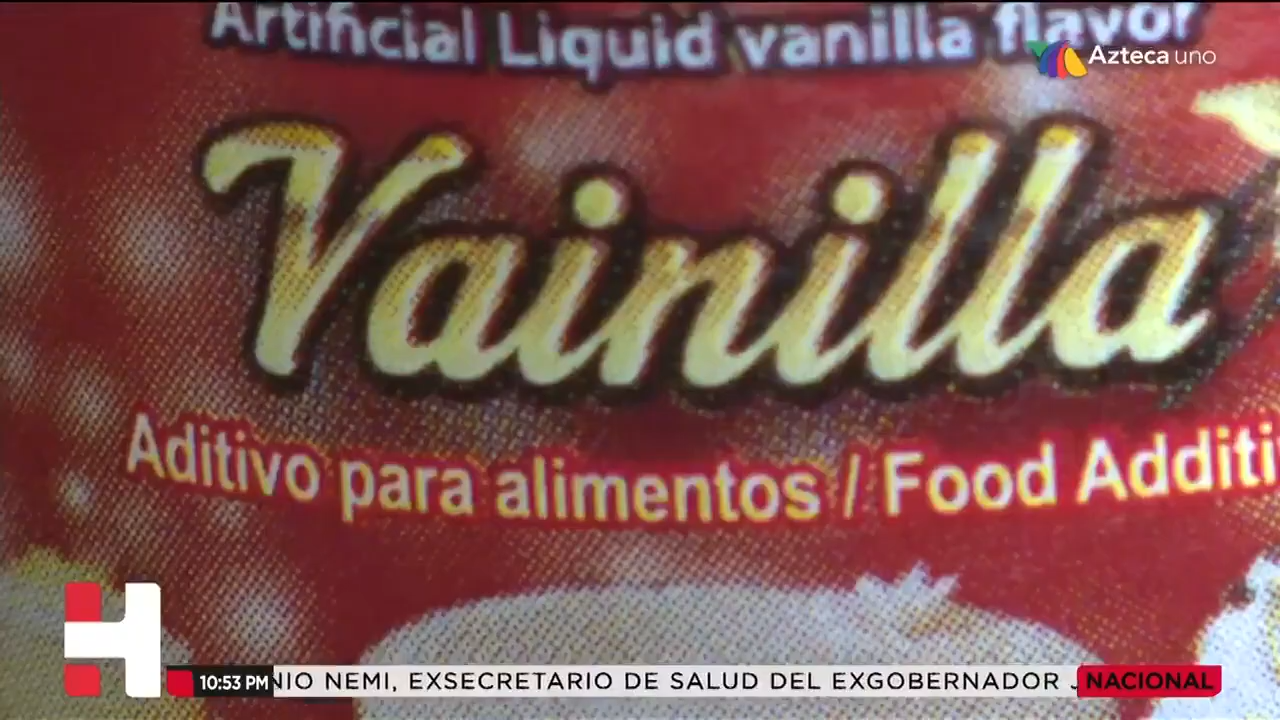 Artificial Liquid vanilla flavor
Azteca uno
Vainilla
Aditivo para alimentos / Food Additi
H
10:53 PM
NIO NEMI, EXSECRETARIO DE SALUD DEL EXGOBERNADOR J
NACIONAL